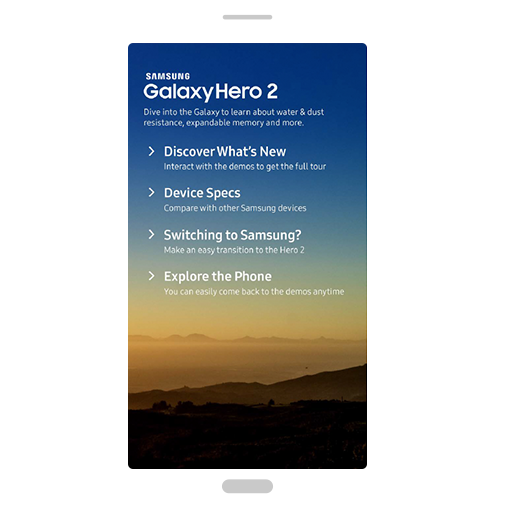 SAMSUNG
Galaxy Hero 2
Dive into the Galaxy to learn about water & dust
resistance, expandable memory and more.
Discover What's New
Interact with the demos to get the full tour
Device Specs
Compare with other Samsung devices
Switching to Samsung?
Make an easy transition to the Hero 2
Explore the Phone
You can easily come back to the demos anytime